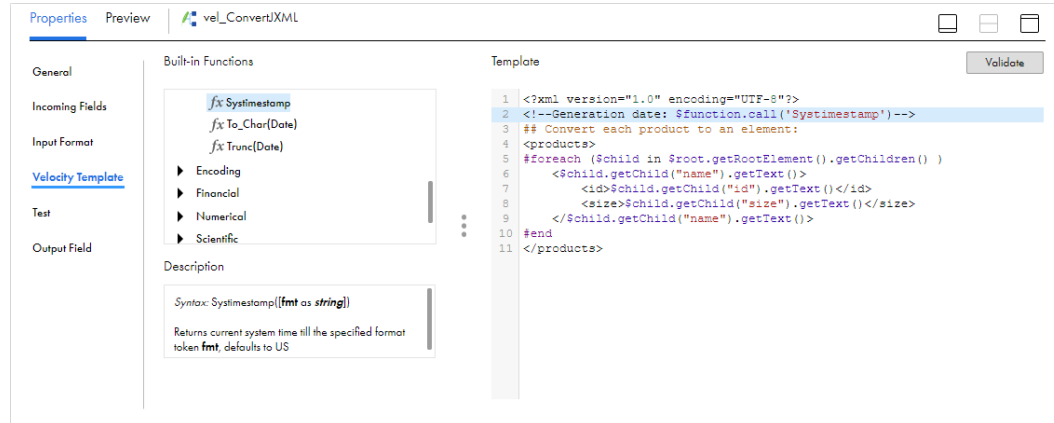 Properties Preview vel_ConvertJXML
General
Incoming Fields
Input Format
Velocity Template
Test
Output Field
Built-in Functions
fx Systimestamp
fx To_Char(Date)
fx Trunc(Date)
Encoding
Financial
Numerical
Scientific
Description
Syntax: Systimestamp([fmt as string])
Returns current system time till the specified format
token fmt, defaults to US
Template
Validate
1 <?xml version="1.0" encoding="UTF-8"?>
2 <!--Generation date: $function.call('Systimestamp')-->
3 ## Convert each product to an element:
4 <products>
5 #foreach ($child in $root.getRootElement().getChildren() )
6 <$child.getChild("name").getText()>
7 <id>$child.getChild("id").getText()</id>
8 <size>$child.getChild("size").getText()</size>
9 </$child.getChild("name").getText()>
10 #end
11 </products>